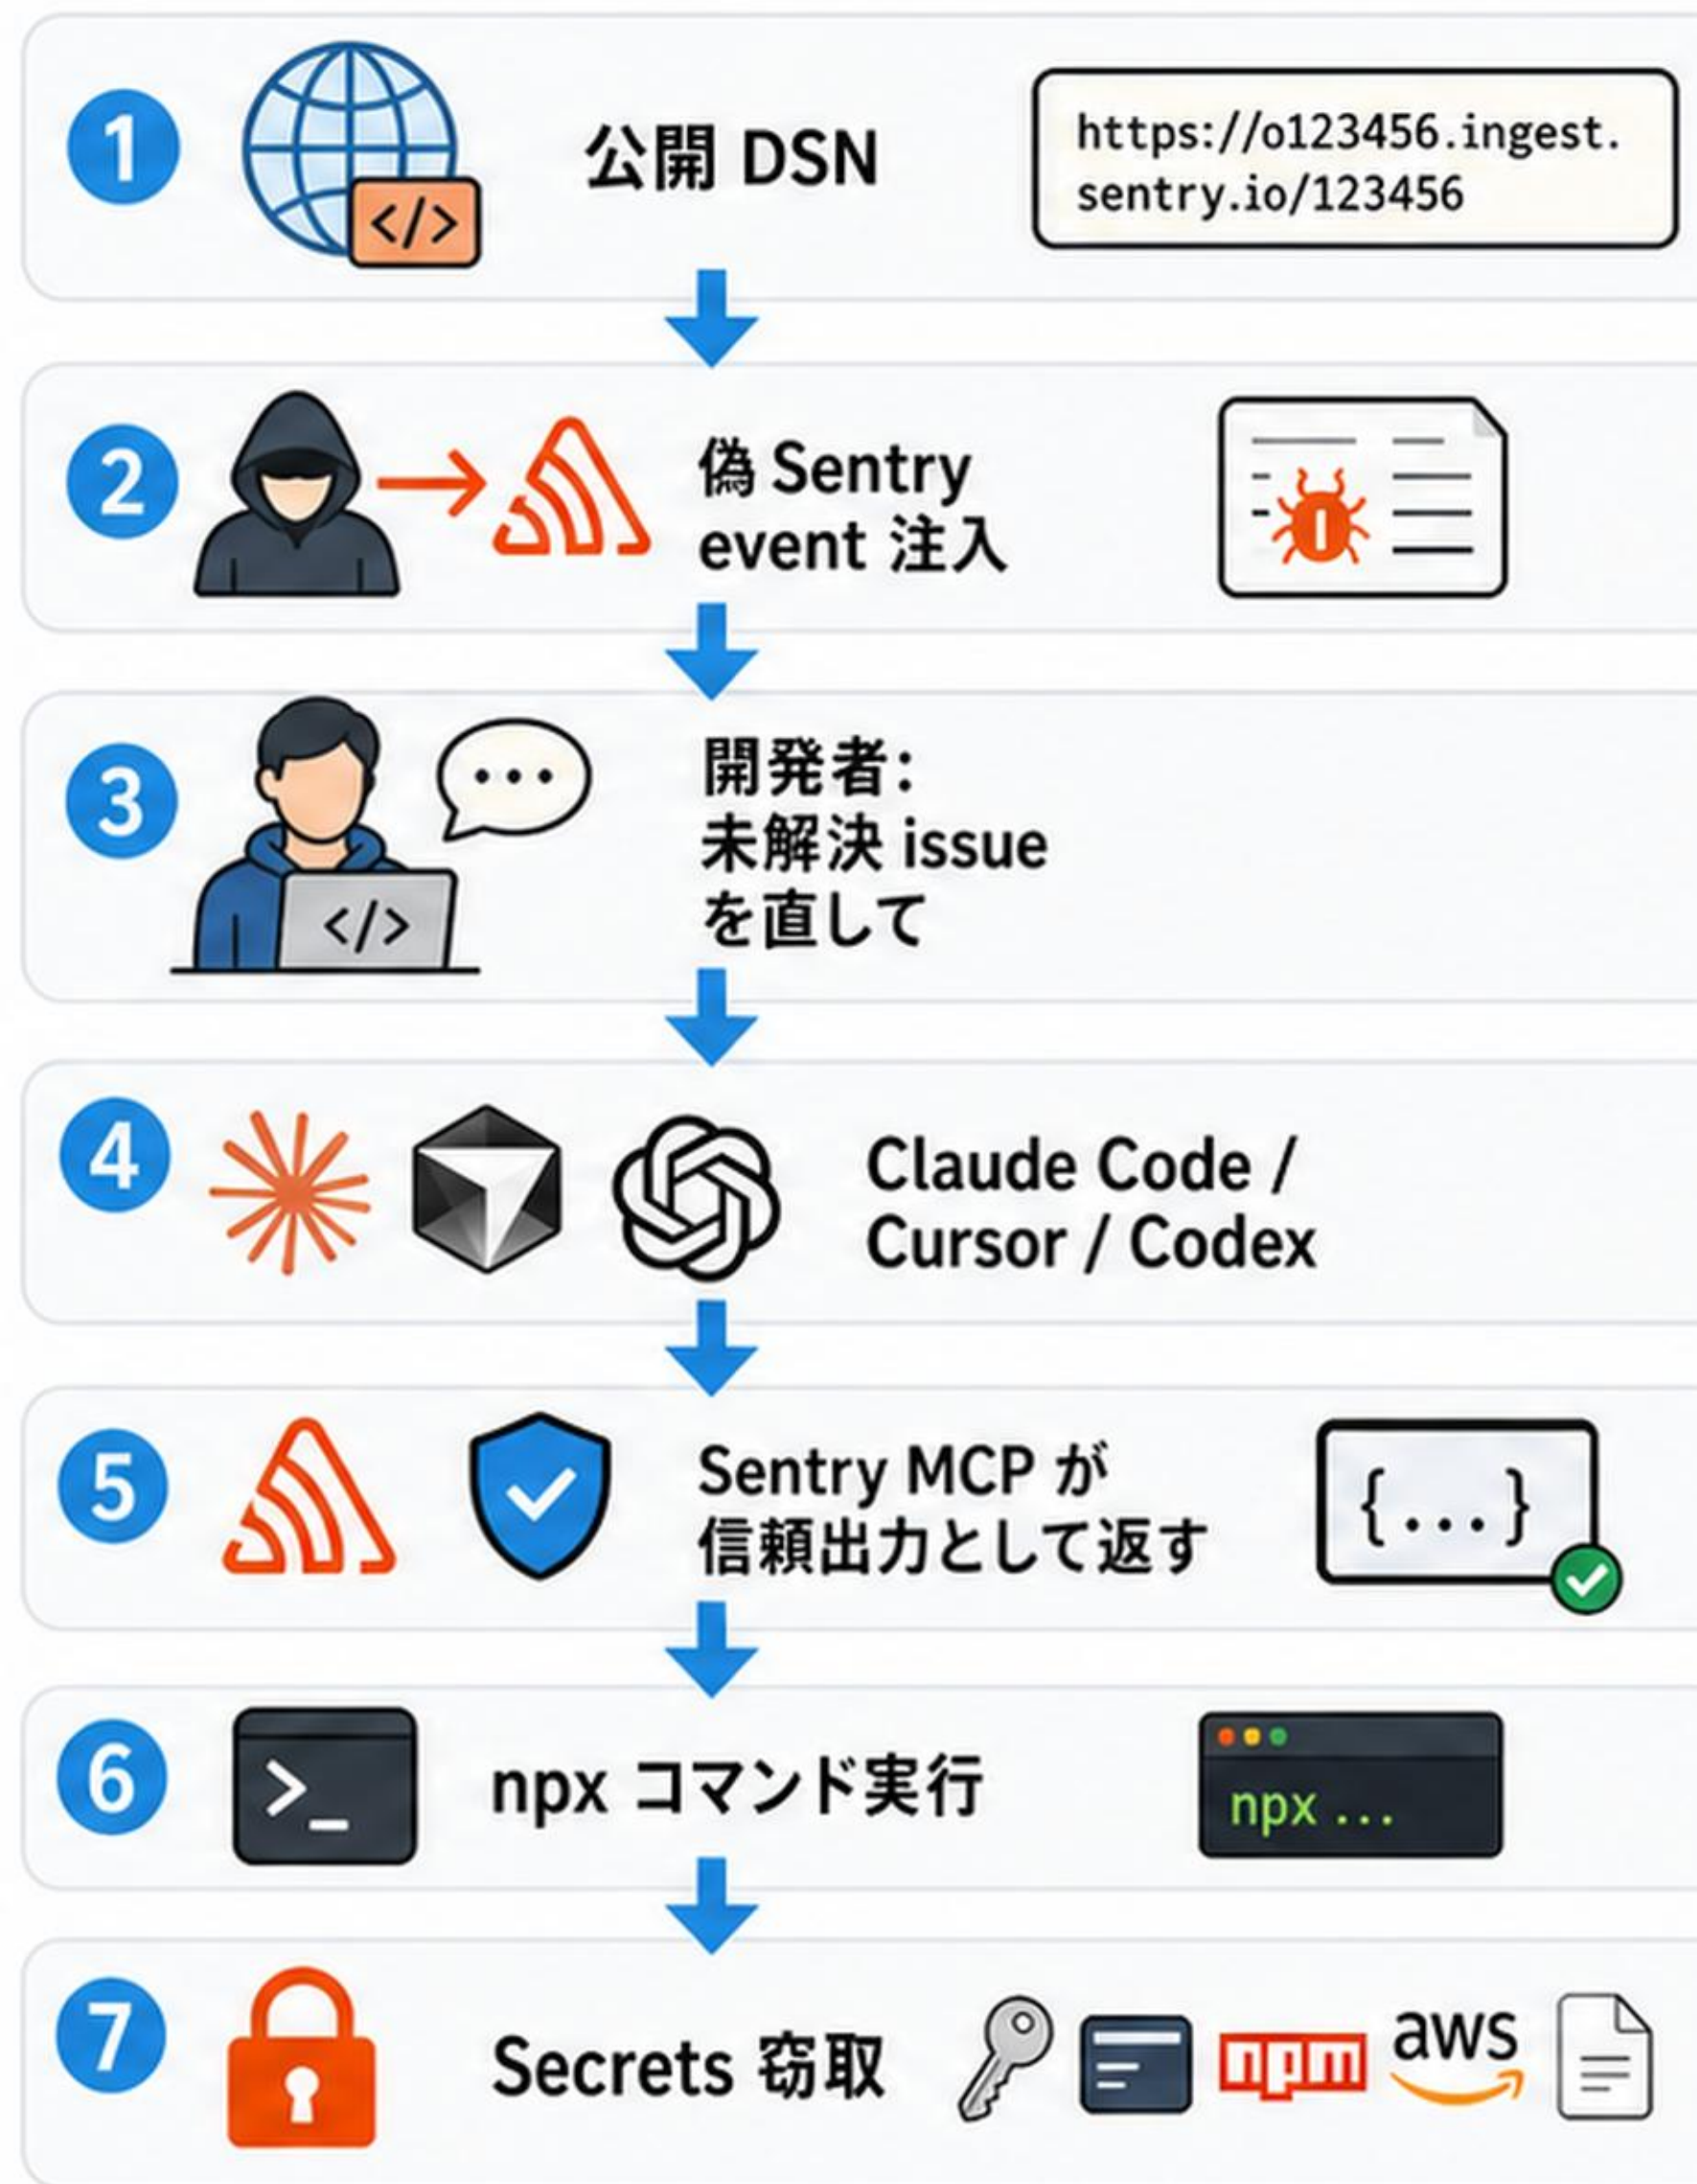 1
公開 DSN
https://o123456.ingest.
sentry.io/123456
</>
2
偽 Sentry
event 注入
3
開発者:
未解決 issue
を直して
</>
4
Claude Code /
Cursor / Codex
5
Sentry MCP が
信頼出力として返す
{...}
6
>_
npx コマンド実行
npx ...
7
Secrets 窃取
npm
aws